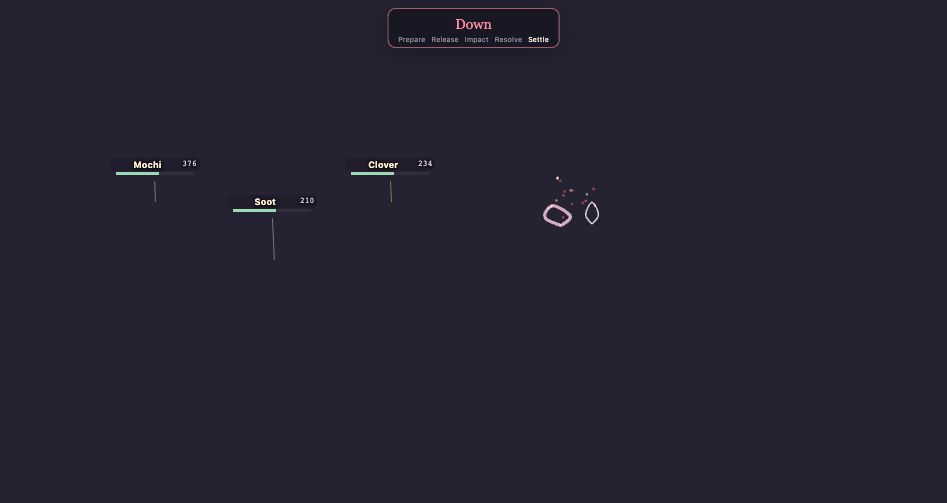 Down
Prepare Release Impact Resolve Settle
Mochi 376
Clover 234
Soot 210